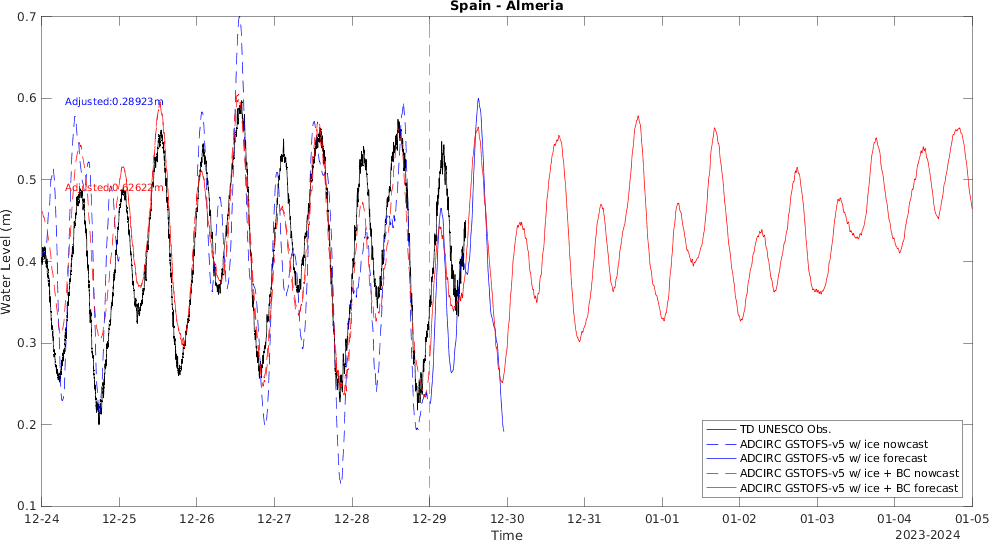 Spain - Almeria
0.7
0.6
0.5
0.4
0.3
0.2
0.1
Water Level (m)
Adjusted:0.28923m
Adjusted:0.62622m
TD UNESCO Obs.
ADCIRC GSTOFS-v5 w/ ice nowcast
ADCIRC GSTOFS-v5 w/ ice forecast
ADCIRC GSTOFS-v5 w/ ice + BC nowcast
ADCIRC GSTOFS-v5 w/ ice + BC forecast
12-24 12-25 12-26 12-27 12-28 12-29 12-30 12-31 01-01 01-02 01-03 01-04 01-05
Time
2023-2024